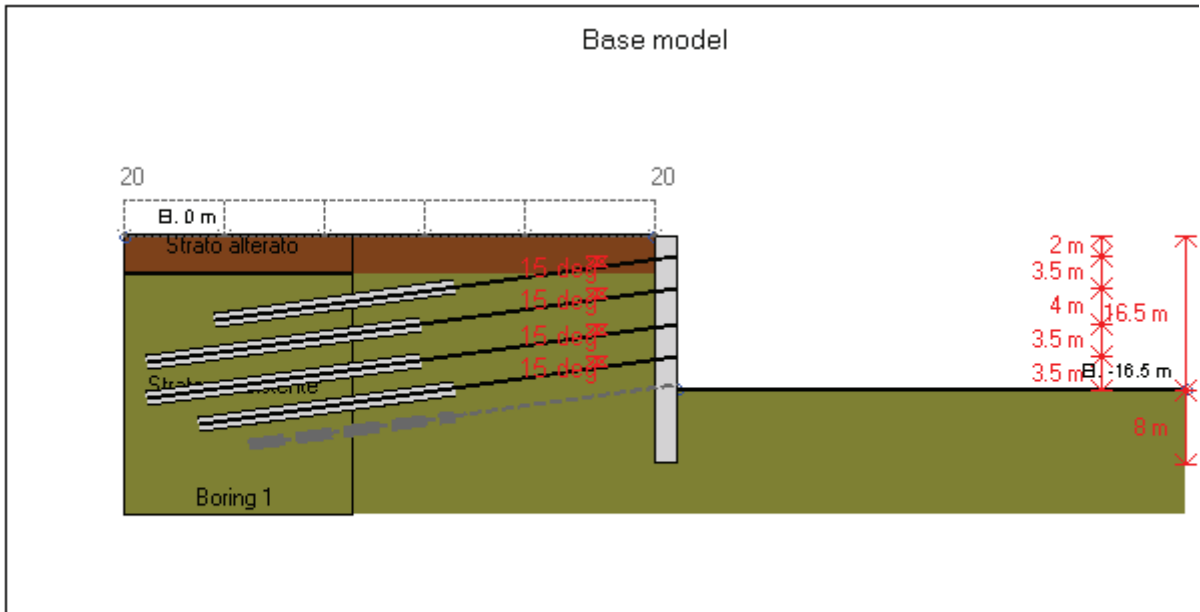 Base model
20 20
El. 0 m
Strato alterato
15 deg
15 deg
15 deg
15 deg
2 m
3.5 m
4 m
16.5 m
3.5 m
3.5 m
El. -16.5 m
Strato
8 m
Boring 1